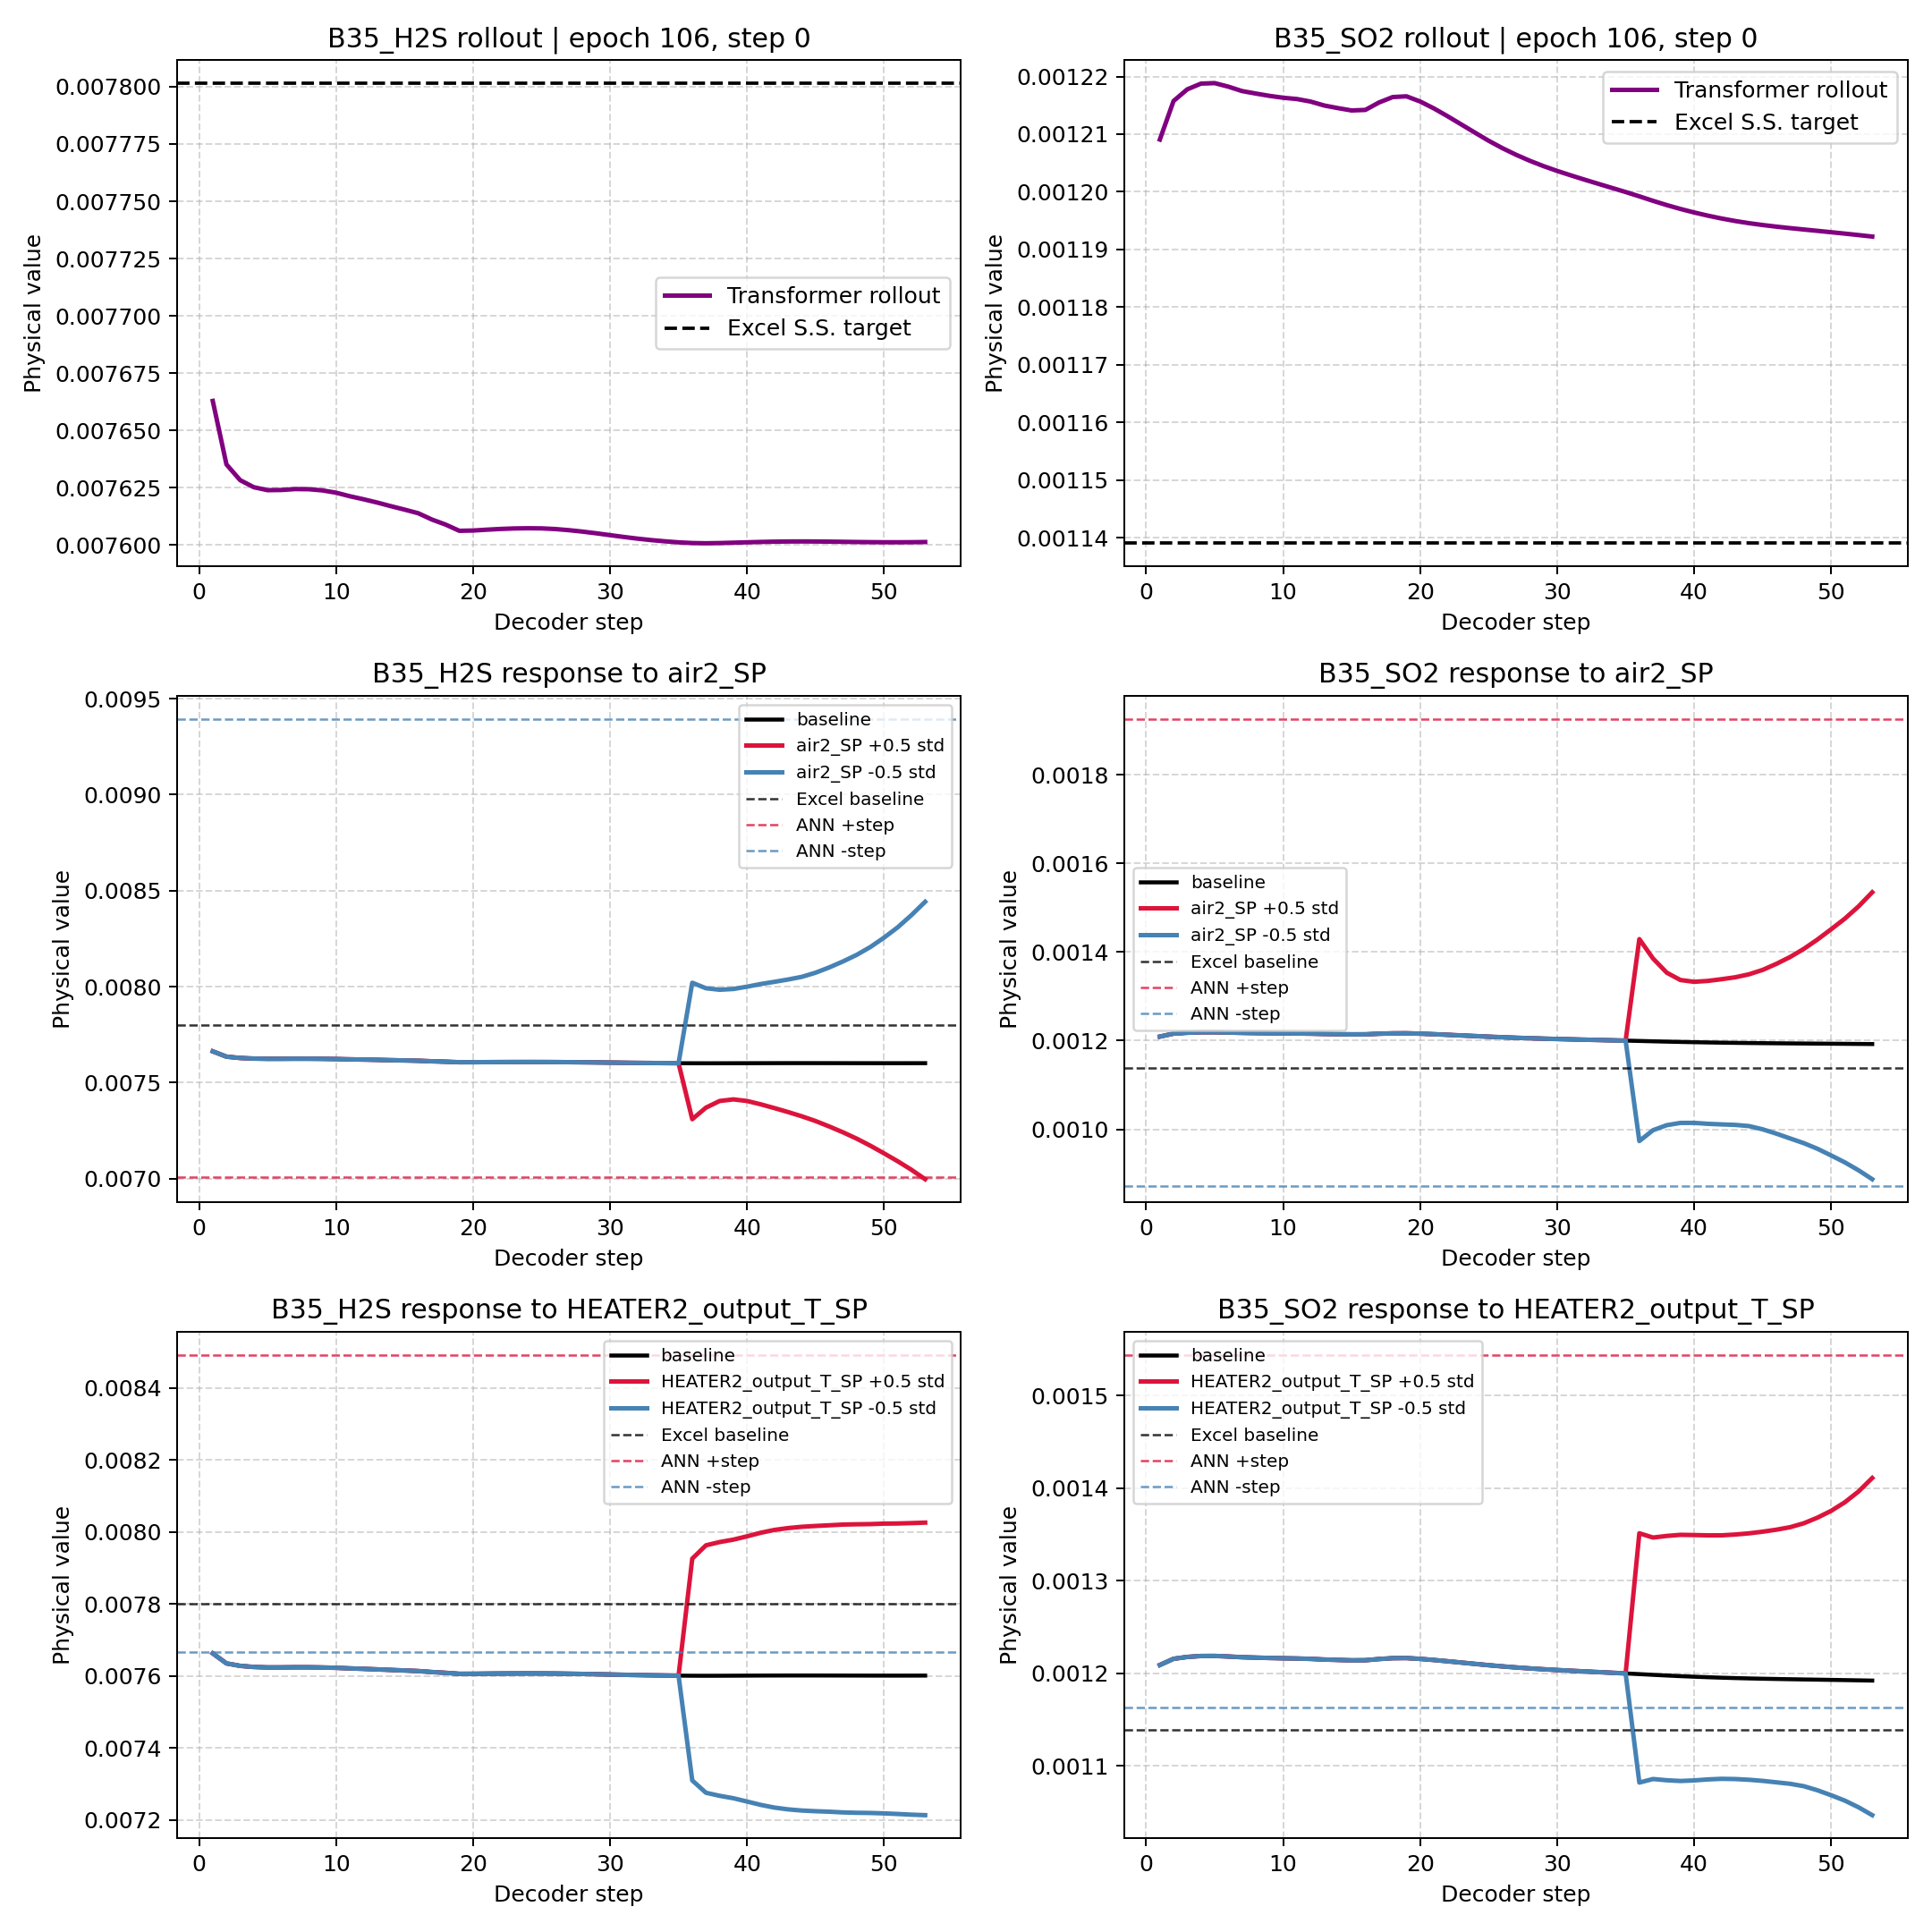 B35_H2S rollout | epoch 106, step 0
Physical value
0.007800
0.007775
0.007750
0.007725
0.007700
0.007675
0.007650
0.007625
0.007600
Transformer rollout
Excel S.S. target
0 10 20 30 40 50
Decoder step
B35_SO2 rollout | epoch 106, step 0
Physical value
0.00122
0.00121
0.00120
0.00119
0.00118
0.00117
0.00116
0.00115
0.00114
Transformer rollout
Excel S.S. target
0 10 20 30 40 50
Decoder step
B35_H2S response to air2_SP
Physical value
0.0095
0.0090
0.0085
0.0080
0.0075
0.0070
baseline
air2_SP +0.5 std
air2_SP -0.5 std
Excel baseline
ANN +step
ANN -step
0 10 20 30 40 50
Decoder step
B35_SO2 response to air2_SP
Physical value
0.0018
0.0016
0.0014
0.0012
0.0010
baseline
air2_SP +0.5 std
air2_SP -0.5 std
Excel baseline
ANN +step
ANN -step
0 10 20 30 40 50
Decoder step
B35_H2S response to HEATER2_output_T_SP
Physical value
0.0084
0.0082
0.0080
0.0078
0.0076
0.0074
0.0072
baseline
HEATER2_output_T_SP +0.5 std
HEATER2_output_T_SP -0.5 std
Excel baseline
ANN +step
ANN -step
0 10 20 30 40 50
Decoder step
B35_SO2 response to HEATER2_output_T_SP
Physical value
0.0015
0.0014
0.0013
0.0012
0.0011
baseline
HEATER2_output_T_SP +0.5 std
HEATER2_output_T_SP -0.5 std
Excel baseline
ANN +step
ANN -step
0 10 20 30 40 50
Decoder step